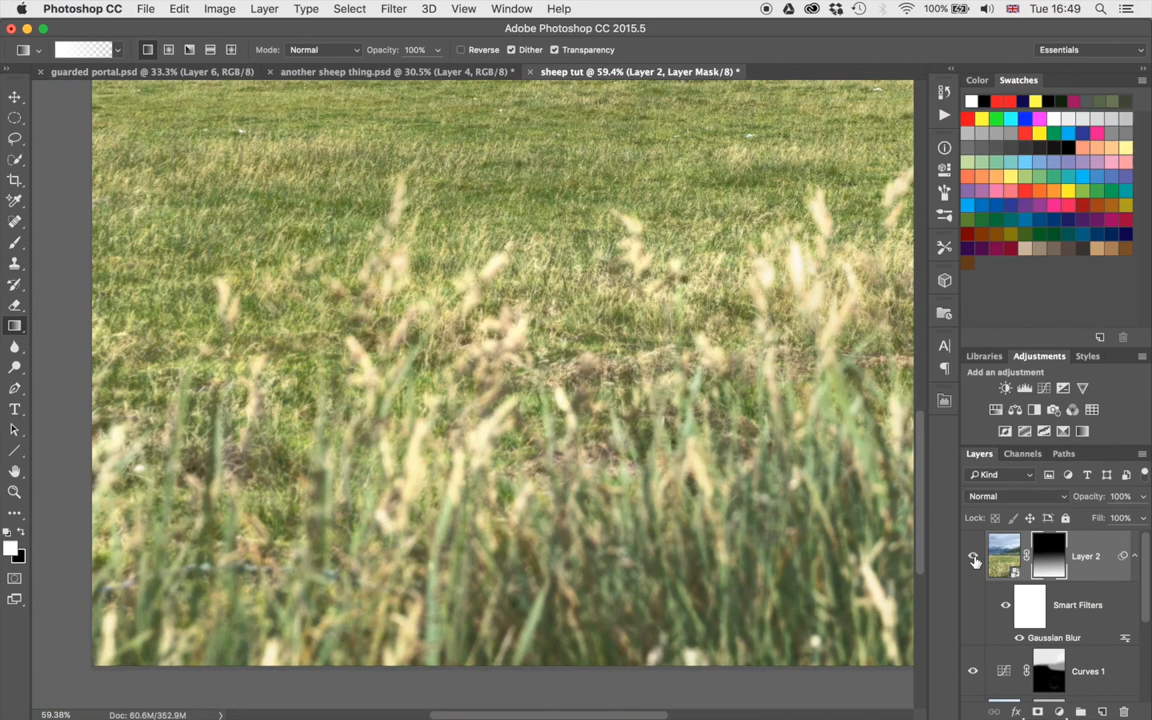 Photoshop CC File Edit Image Layer Type Select Filter 3D View Window Help 100% Tue 16:49
Adobe Photoshop CC 2015.5
Mode: Normal Opacity: 100% Reverse Dither Transparency Essentials
guarded portal.psd @ 33.3% (Layer 6, RGB/8) another sheep thing.psd @ 30.5% (Layer 4, RGB/8) * sheep tut @ 59.4% (Layer 2, Layer Mask/8) *
Color Swatches
Libraries Adjustments Styles
Add an adjustment
Layers Channels Paths
Kind
Normal Opacity: 100%
Lock: Fill: 100%
Layer 2
Smart Filters
Gaussian Blur
Curves 1
59.38% Doc: 60.6M/352.9M